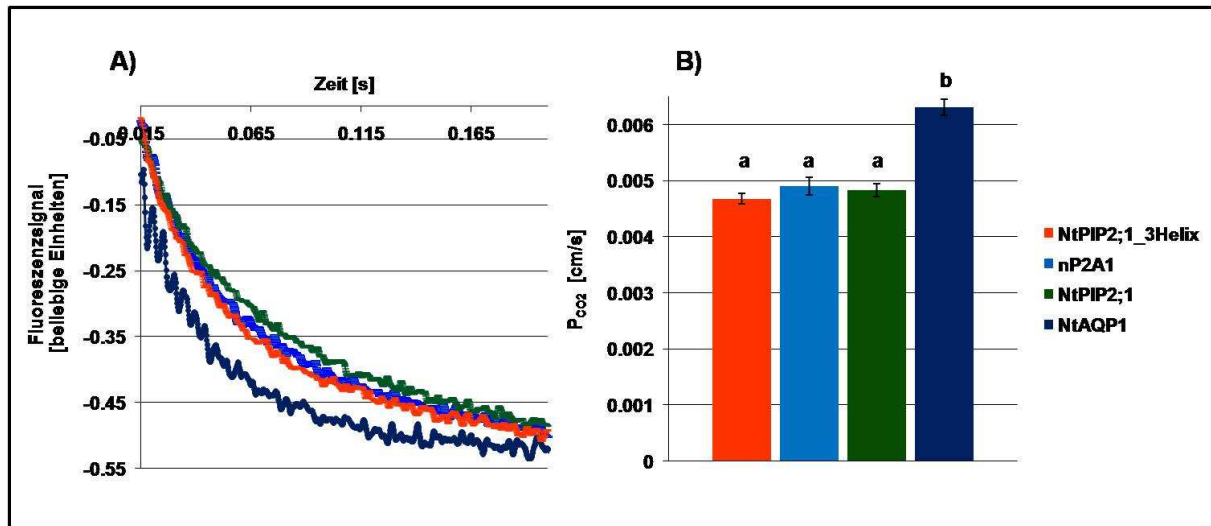 A)
Zeit [s]
0.015 0.065 0.115 0.165
-0.05
-0.15
-0.25
-0.35
-0.45
-0.55
Fluoreszenzsignal
[beliebige Einheiten]
B)
b
a a a
0.006
0.005
0.004
0.003
0.002
0.001
0
PCO2 [cm/s]
NtPIP2;1_3Helix
nP2A1
NtPIP2;1
NtAQP1